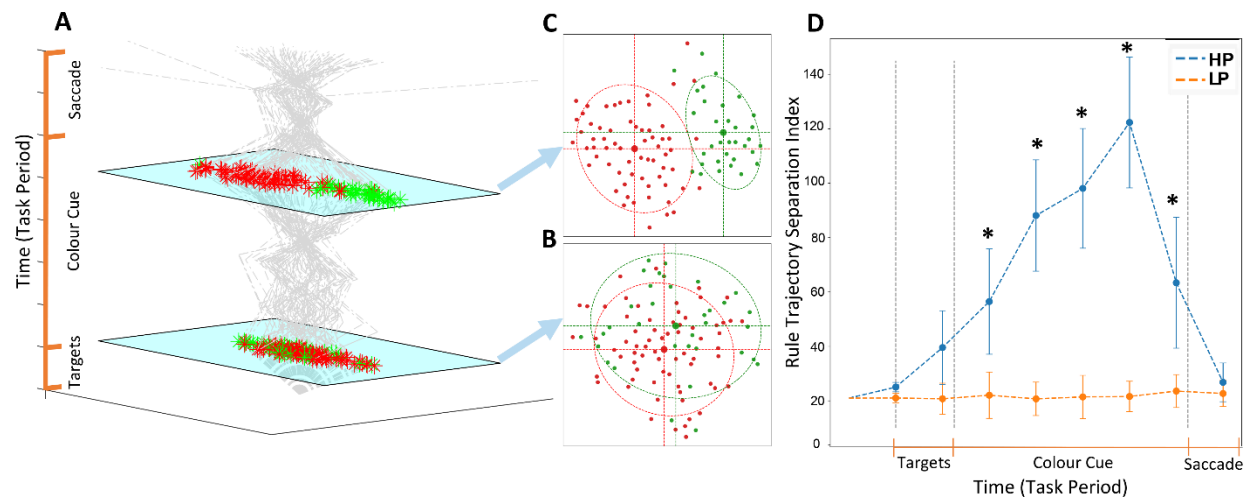 A
Time (Task Period)
Saccade
Colour Cue
Targets
C
B
D
Rule Trajectory Separation Index
140
120
100
80
60
40
20
0
*
*
*
*
*
*
HP
LP
Targets
Colour Cue
Saccade
Time (Task Period)